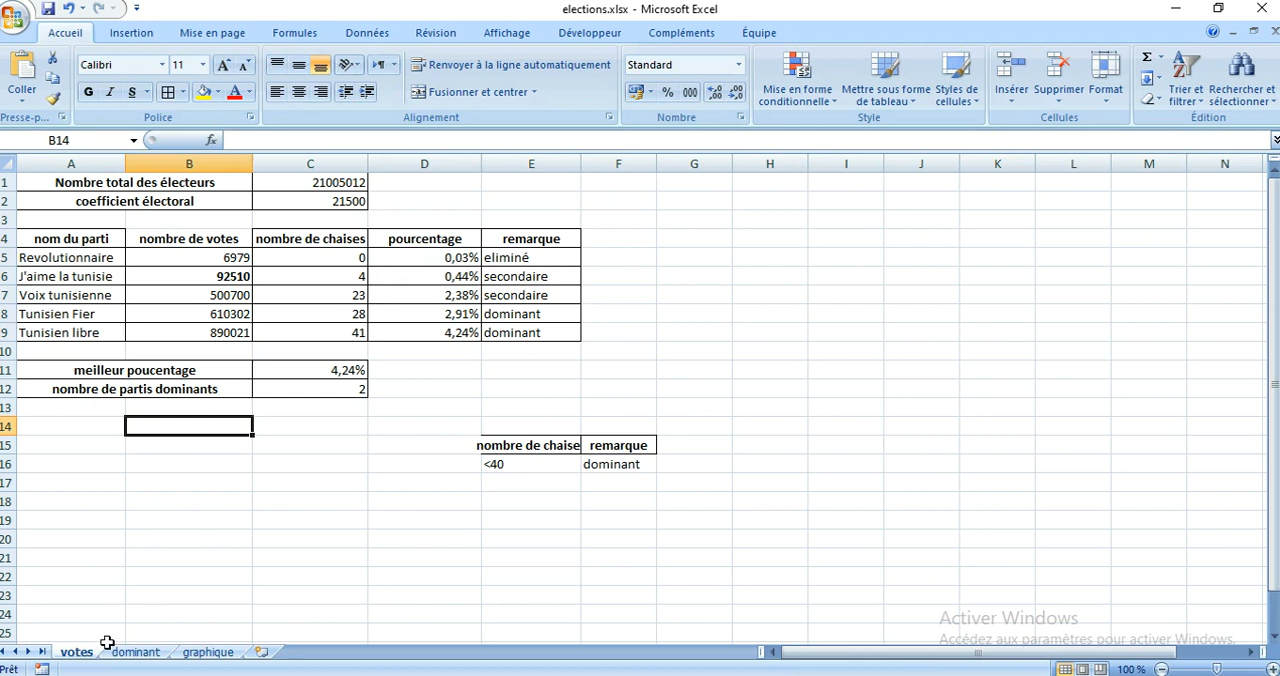 elections.xlsx - Microsoft Excel
Accueil Insertion Mise en page Formules Données Révision Affichage Développeur Compléments Équipe
Coller
Calibri 11
G I S
Renvoyer à la ligne automatiquement
Fusionner et centrer
Standard
% 000
Mise en forme conditionnelle
Mettre sous forme de tableau
Styles de cellules
Insérer Supprimer Format
Σ
Trier et filtrer
Rechercher et sélectionner
Presse-p... Police Alignement Nombre Style Cellules Édition
B14 fx
A B C D E F G H I J K L M N
1 Nombre total des électeurs 21005012
2 coefficient électoral 21500
3
4 nom du parti nombre de votes nombre de chaises pourcentage remarque
5 Revolutionnaire 6979 0 0,03% eliminé
6 J'aime la tunisie 92510 4 0,44% secondaire
7 Voix tunisienne 500700 23 2,38% secondaire
8 Tunisien Fier 610302 28 2,91% dominant
9 Tunisien libre 890021 41 4,24% dominant
10
11 meilleur poucentage 4,24%
12 nombre de partis dominants 2
13
14
15 nombre de chaise remarque
16 <40 dominant
17
18
19
20
21
22
23
24
25
Activer Windows
Accédez aux paramètres pour activer Windows.
votes dominant graphique
Prêt 100 %